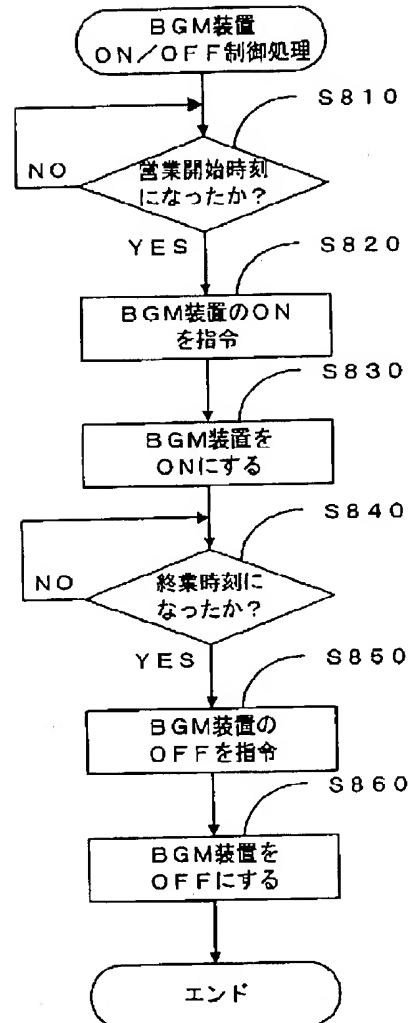 BGM装置
ON/OFF制御処理
S810
営業開始時刻
になったか?
NO
YES
S820
BGM装置のON
を指令
S830
BGM装置を
ONにする
S840
終業時刻に
なったか?
NO
YES
S850
BGM装置の
OFFを指令
S860
BGM装置を
OFFにする
エンド